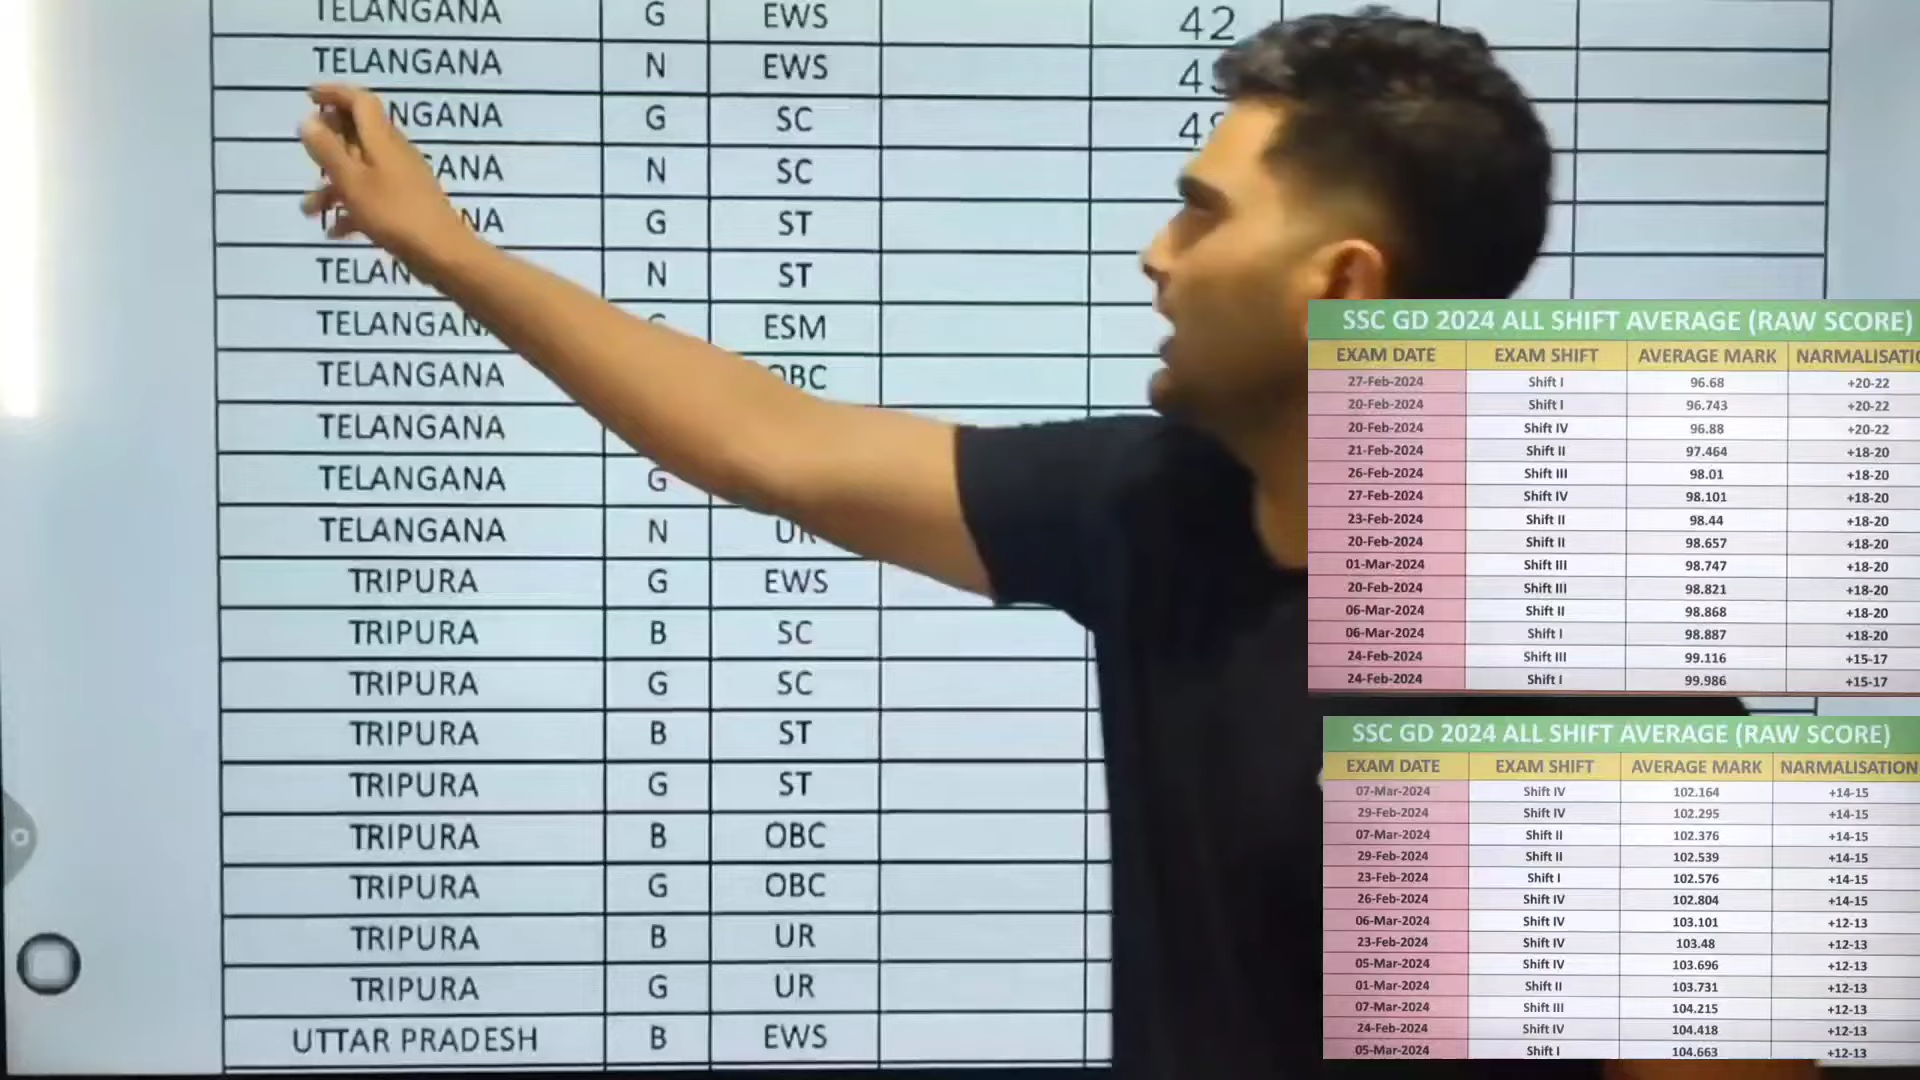 TELANGANA G EWS 42
TELANGANA N EWS
NGANA G SC
ANA N SC
NA G ST
TELAN N ST
TELANGANA ESM
TELANGANA OBC
TELANGANA
TELANGANA G
TELANGANA N UR
TRIPURA G EWS
TRIPURA B SC
TRIPURA G SC
TRIPURA B ST
TRIPURA G ST
TRIPURA B OBC
TRIPURA G OBC
TRIPURA B UR
TRIPURA G UR
UTTAR PRADESH B EWS
SSC GD 2024 ALL SHIFT AVERAGE (RAW SCORE)
EXAM DATE EXAM SHIFT AVERAGE MARK NARMALISATIO
27-Feb-2024 Shift I 96.68 +20-22
20-Feb-2024 Shift I 96.743 +20-22
20-Feb-2024 Shift IV 96.88 +20-22
21-Feb-2024 Shift II 97.464 +18-20
26-Feb-2024 Shift III 98.01 +18-20
27-Feb-2024 Shift IV 98.101 +18-20
23-Feb-2024 Shift II 98.44 +18-20
20-Feb-2024 Shift II 98.657 +18-20
01-Mar-2024 Shift III 98.747 +18-20
20-Feb-2024 Shift III 98.821 +18-20
06-Mar-2024 Shift II 98.868 +18-20
06-Mar-2024 Shift I 98.887 +18-20
24-Feb-2024 Shift III 99.116 +15-17
24-Feb-2024 Shift I 99.986 +15-17
SSC GD 2024 ALL SHIFT AVERAGE (RAW SCORE)
EXAM DATE EXAM SHIFT AVERAGE MARK NARMALISATION
07-Mar-2024 Shift IV 102.164 +14-15
29-Feb-2024 Shift IV 102.295 +14-15
07-Mar-2024 Shift II 102.376 +14-15
29-Feb-2024 Shift II 102.539 +14-15
23-Feb-2024 Shift I 102.576 +14-15
26-Feb-2024 Shift IV 102.804 +14-15
06-Mar-2024 Shift IV 103.101 +12-13
23-Feb-2024 Shift IV 103.48 +12-13
05-Mar-2024 Shift IV 103.696 +12-13
01-Mar-2024 Shift II 103.731 +12-13
07-Mar-2024 Shift III 104.215 +12-13
24-Feb-2024 Shift IV 104.418 +12-13
05-Mar-2024 Shift I 104.663 +12-13